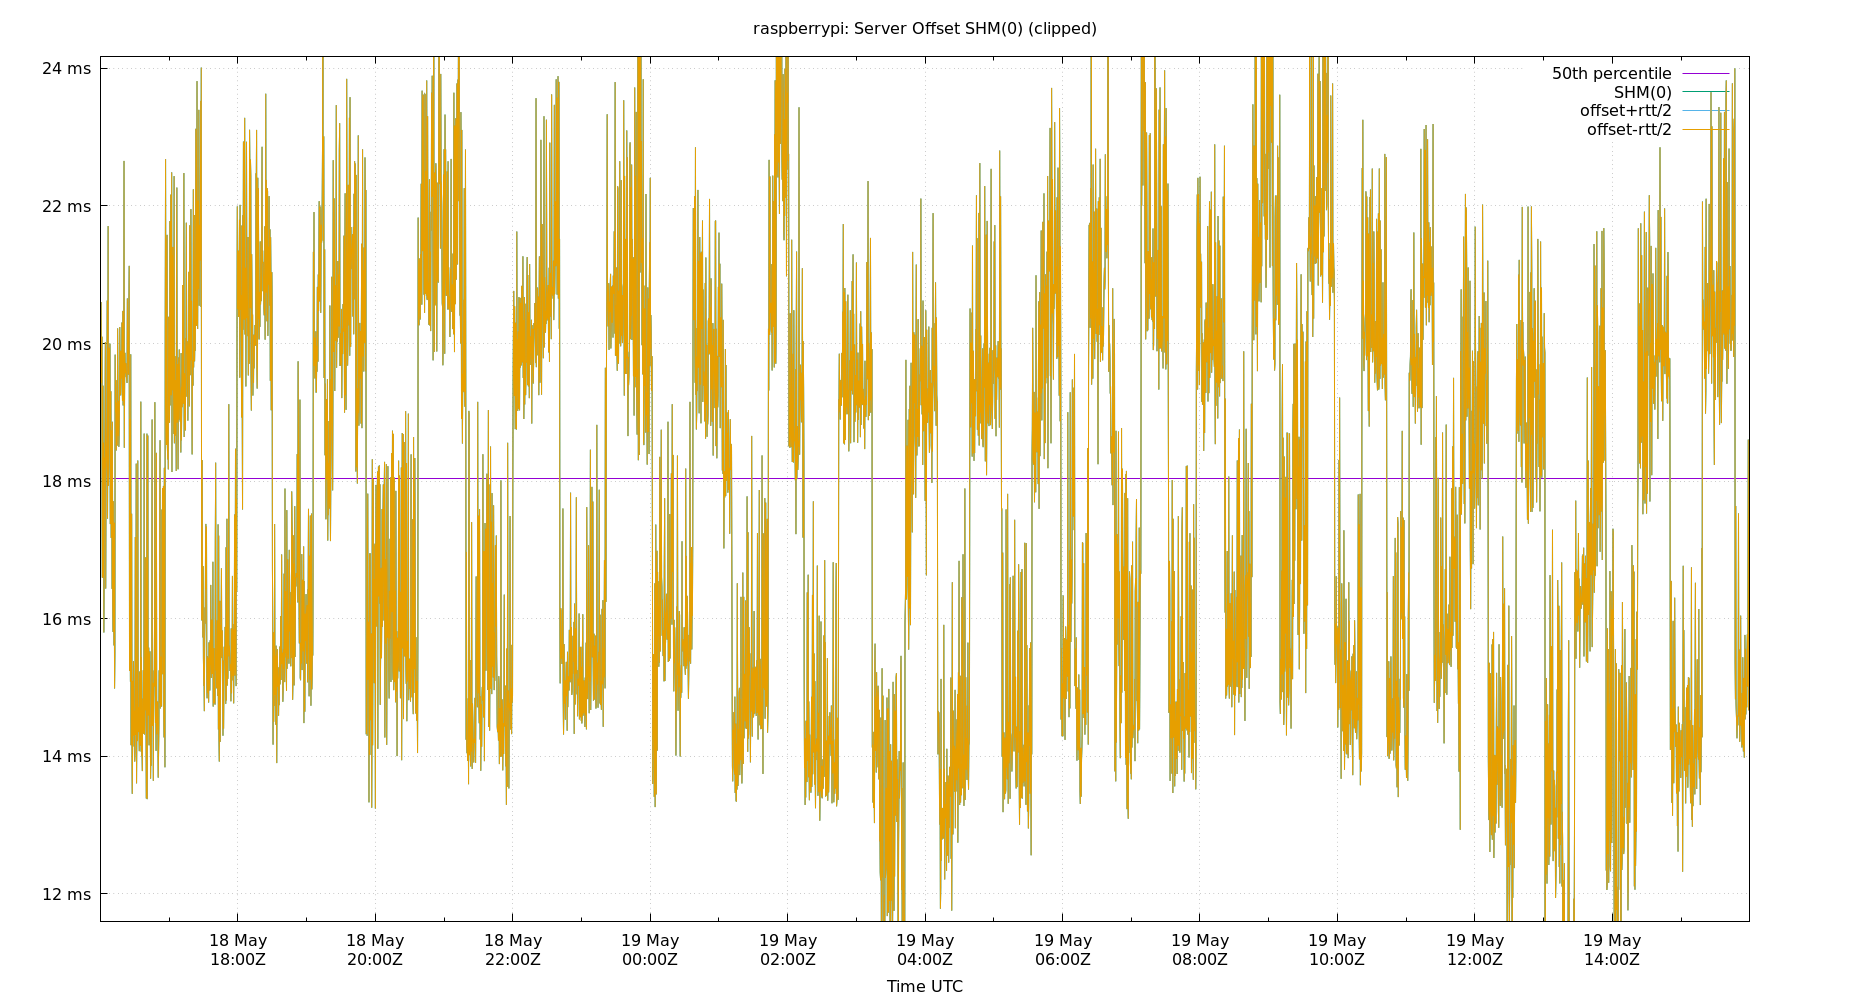 raspberrypi: Server Offset SHM(0) (clipped)
24 ms
22 ms
20 ms
18 ms
16 ms
14 ms
12 ms
50th percentile
SHM(0)
offset+rtt/2
offset-rtt/2
18 May
18:00Z
18 May
20:00Z
18 May
22:00Z
19 May
00:00Z
19 May
02:00Z
19 May
04:00Z
19 May
06:00Z
19 May
08:00Z
19 May
10:00Z
19 May
12:00Z
19 May
14:00Z
Time UTC